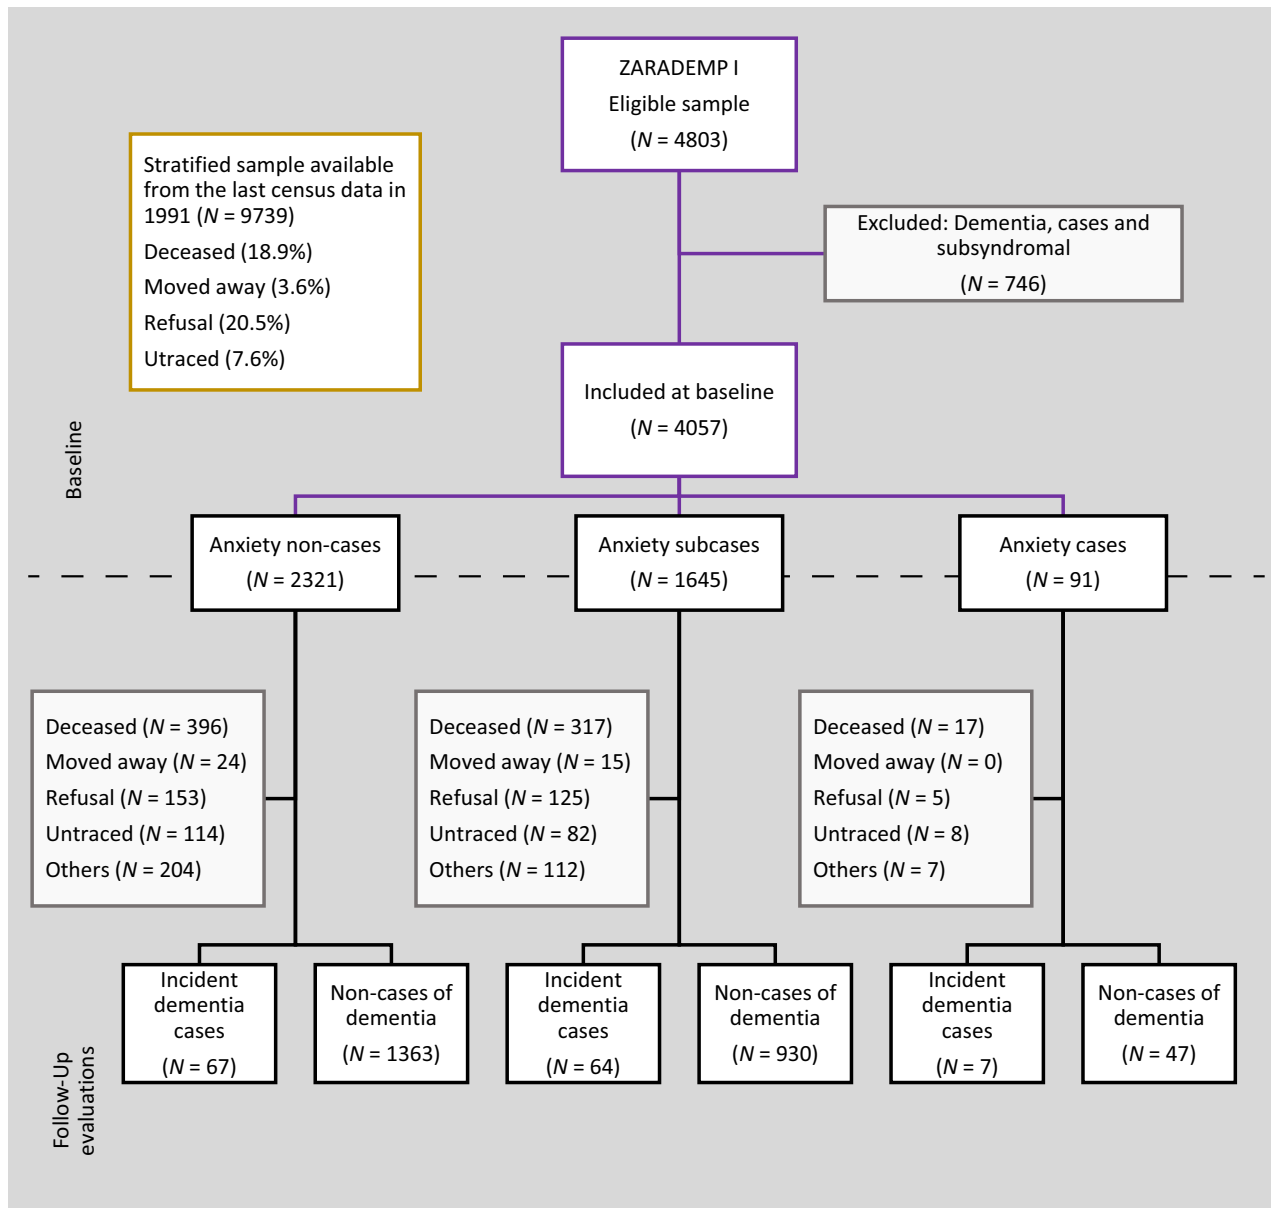 ZARADEMP I
Eligible sample
(N = 4803)
Stratified sample available
from the last census data in
1991 (N = 9739)
Deceased (18.9%)
Moved away (3.6%)
Refusal (20.5%)
Utraced (7.6%)
Excluded: Dementia, cases and
subsyndromal
(N = 746)
Included at baseline
(N = 4057)
Baseline
Anxiety non-cases
(N = 2321)
Anxiety subcases
(N = 1645)
Anxiety cases
(N = 91)
Deceased (N = 396)
Moved away (N = 24)
Refusal (N = 153)
Untraced (N = 114)
Others (N = 204)
Deceased (N = 317)
Moved away (N = 15)
Refusal (N = 125)
Untraced (N = 82)
Others (N = 112)
Deceased (N = 17)
Moved away (N = 0)
Refusal (N = 5)
Untraced (N = 8)
Others (N = 7)
Incident
dementia
cases
(N = 67)
Non-cases of
dementia
(N = 1363)
Incident
dementia
cases
(N = 64)
Non-cases of
dementia
(N = 930)
Incident
dementia
cases
(N = 7)
Non-cases of
dementia
(N = 47)
Follow-Up
evaluations